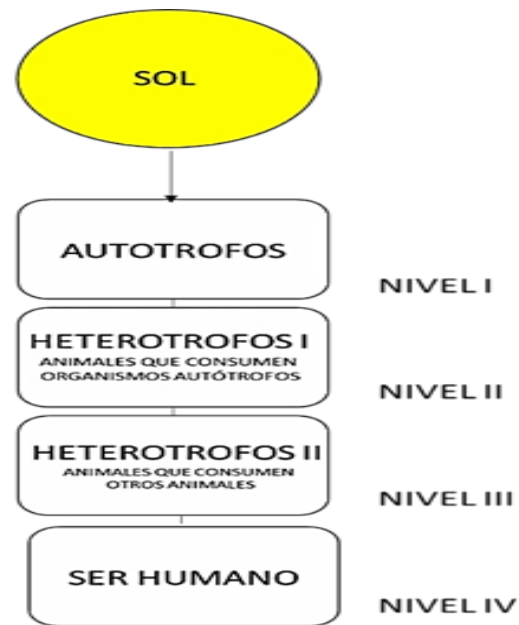 SOL
AUTOTROFOS
NIVEL I
HETEROTROFOS I
ANIMALES QUE CONSUMEN
ORGANISMOS AUTÓTROFOS
NIVEL II
HETEROTROFOS II
ANIMALES QUE CONSUMEN
OTROS ANIMALES
NIVEL III
SER HUMANO
NIVEL IV